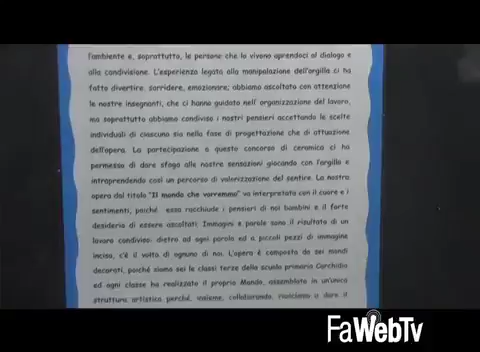 l'ambiente e, soprattutto, le persone che lo vivono aprendoci al dialogo e
alla condivisione. L'esperienza legata alla manipolazione dell'argilla ci ha
fatto divertire, sorridere, emozionare; abbiamo ascoltato con attenzione
le nostre insegnanti, che ci hanno guidato nell' organizzazione del lavoro,
ma soprattutto abbiamo condiviso i nostri pensieri accettando le scelte
individuali di ciascuno sia nella fase di progettazione che di attuazione
dell'opera. La partecipazione a questo concorso di ceramica ci ha
permesso di dare sfogo alle nostre sensazioni giocando con l'argilla e
intraprendendo così un percorso di valorizzazione del sentire. La nostra
opera dal titolo "Il mondo che vorremmo" va interpretata con il cuore e i
sentimenti, poiché essa racchiude i pensieri di noi bambini e il forte
desiderio di essere ascoltati. Immagini e parole sono il risultato di un
lavoro condiviso: dietro ad ogni parola ed a piccoli pezzi di immagine
incisa, c'è il volto di ognuno di noi. L'opera è composta da sei mondi
decorati, poiché siamo sei le classi terze della scuola primaria Carchidio
ed ogni classe ha realizzato il proprio Mondo, assemblato in un'unica
struttura artistica perché, insieme, collaborando, riusciamo a dare il
FaWebTv